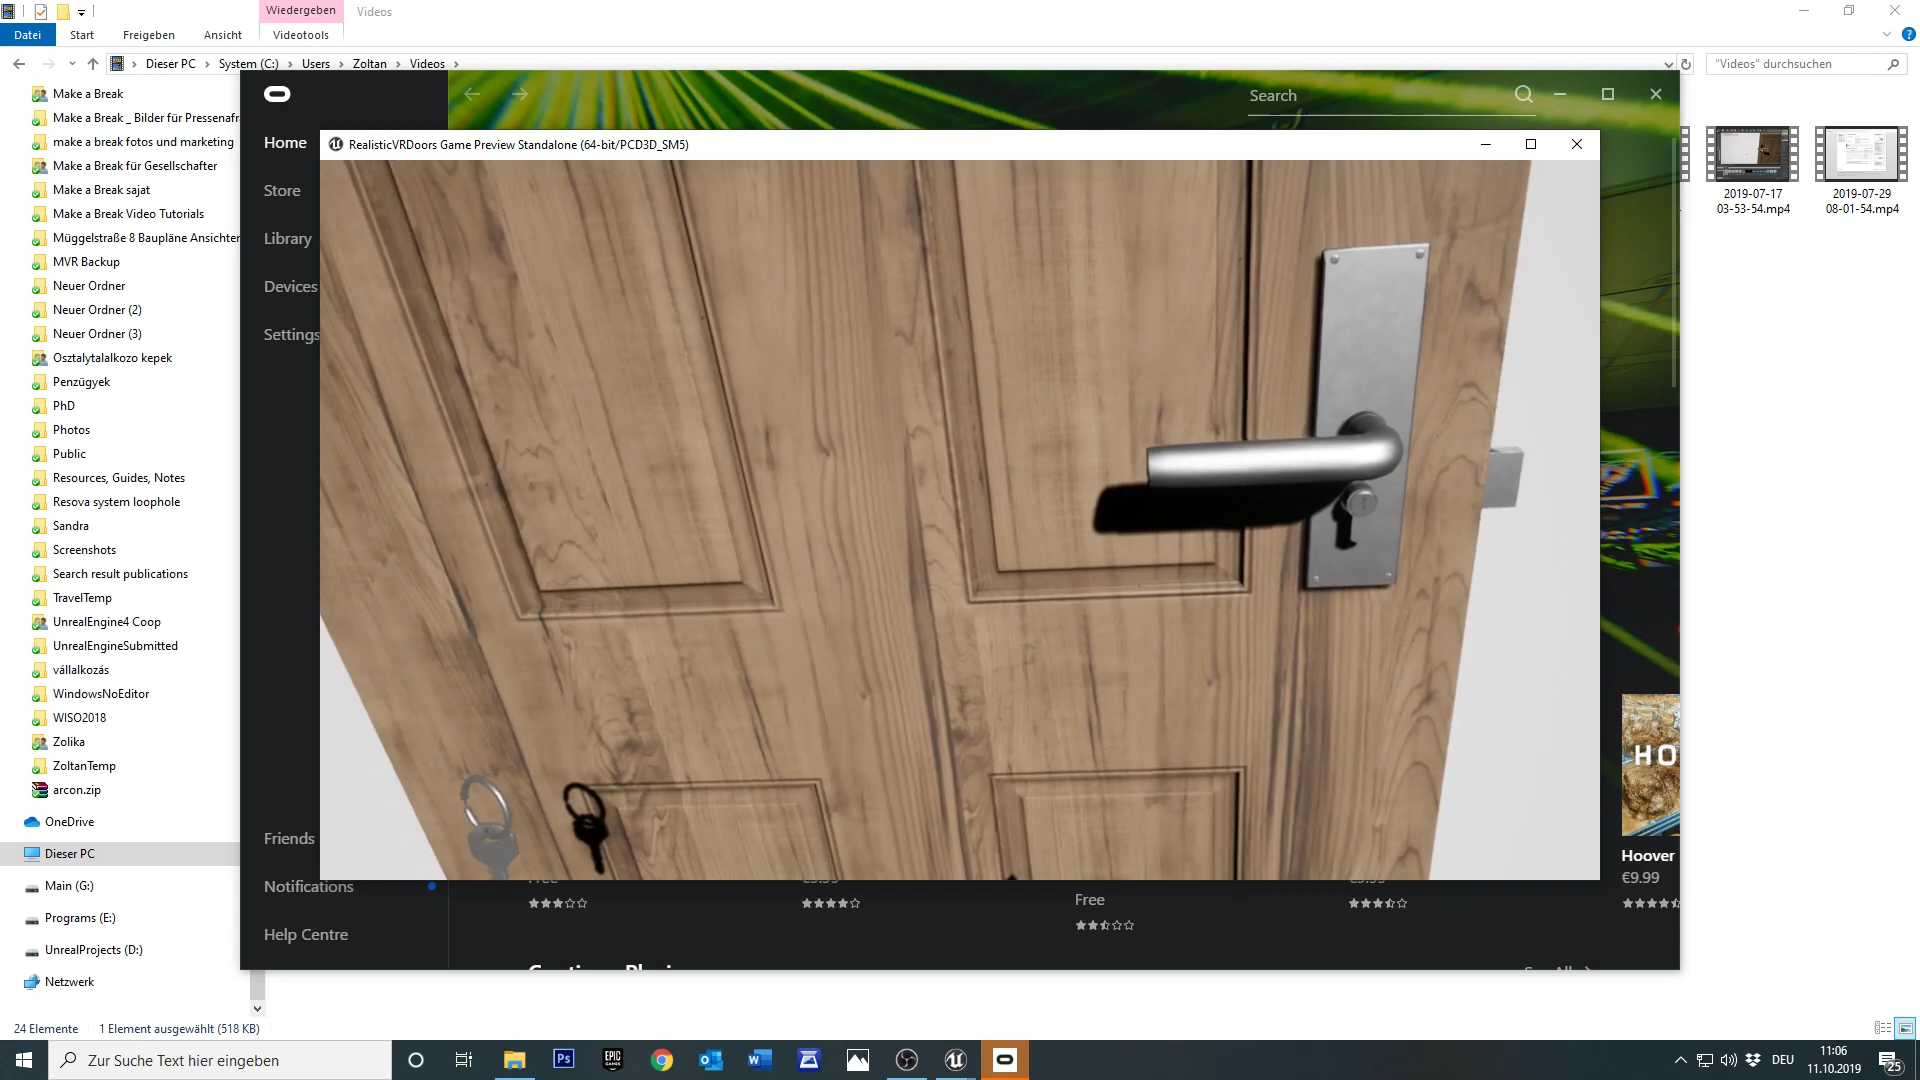 Wiedergeben
Videos
Datei
Start
Freigeben
Ansicht
Videotools
Dieser PC
System (C:)
Users
Zoltan
Videos
"Videos" durchsuchen
Make a Break
Make a Break _ Bilder für Pressenafr
make a break fotos und marketing
Make a Break für Gesellschafter
Make a Break sajat
Make a Break Video Tutorials
Müggelstraße 8 Baupläne Ansichten
MVR Backup
Neuer Ordner
Neuer Ordner (2)
Neuer Ordner (3)
Osztalytalalkozo kepek
Penzügyek
PhD
Photos
Public
Resources, Guides, Notes
Resova system loophole
Sandra
Screenshots
Search result publications
TravelTemp
UnrealEngine4 Coop
UnrealEngineSubmitted
vállalkozás
WindowsNoEditor
WISO2018
Zolika
ZoltanTemp
arcon.zip
OneDrive
Dieser PC
Main (G:)
Programs (E:)
UnrealProjects (D:)
Netzwerk
24 Elemente
1 Element ausgewählt (518 KB)
Search
Home
Store
Library
Devices
Settings
Friends
Notifications
Help Centre
RealisticVRDoors Game Preview Standalone (64-bit/PCD3D_SM5)
2019-07-17
03-53-54.mp4
2019-07-29
08-01-54.mp4
HO
Hoover
€9.99
Free
Zur Suche Text hier eingeben
Ps
EPIC
GAMES
DEU
11:06
11.10.2019
25